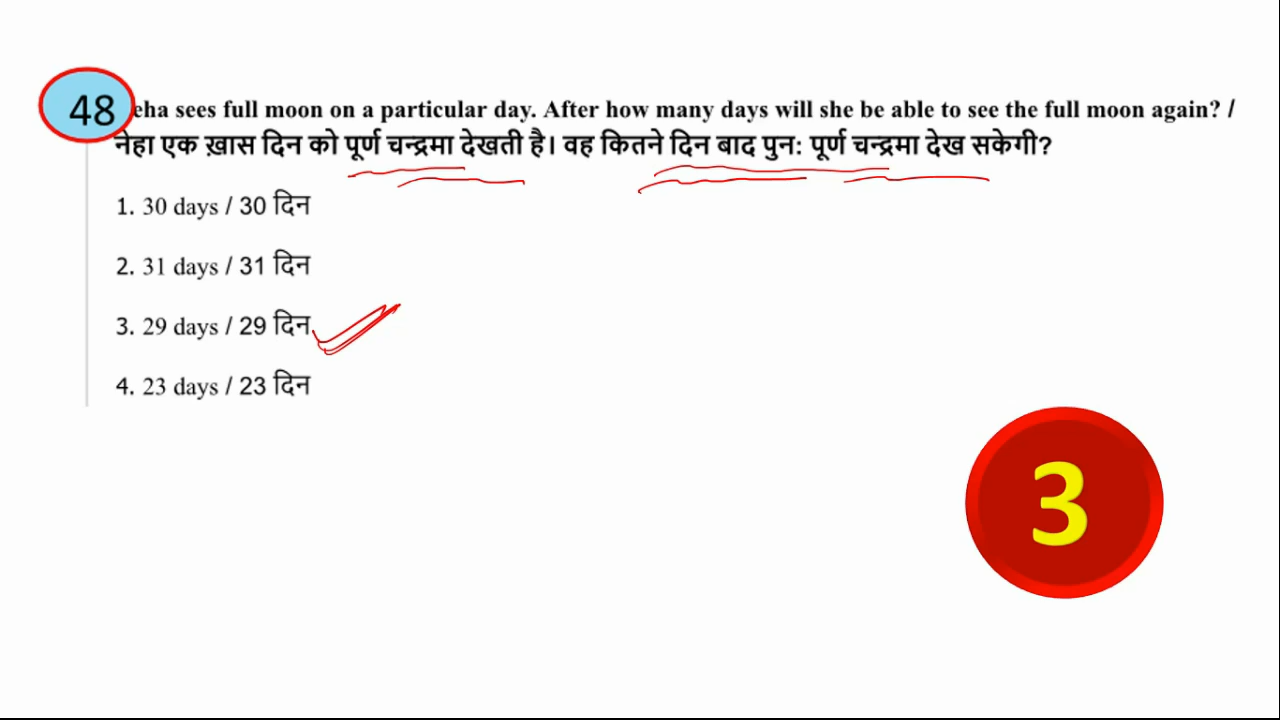 48 eha sees full moon on a particular day. After how many days will she be able to see the full moon again? /
नेहा एक ख़ास दिन को पूर्ण चन्द्रमा देखती है। वह कितने दिन बाद पुन: पूर्ण चन्द्रमा देख सकेगी?
1. 30 days / 30 दिन
2. 31 days / 31 दिन
3. 29 days / 29 दिन
4. 23 days / 23 दिन
3